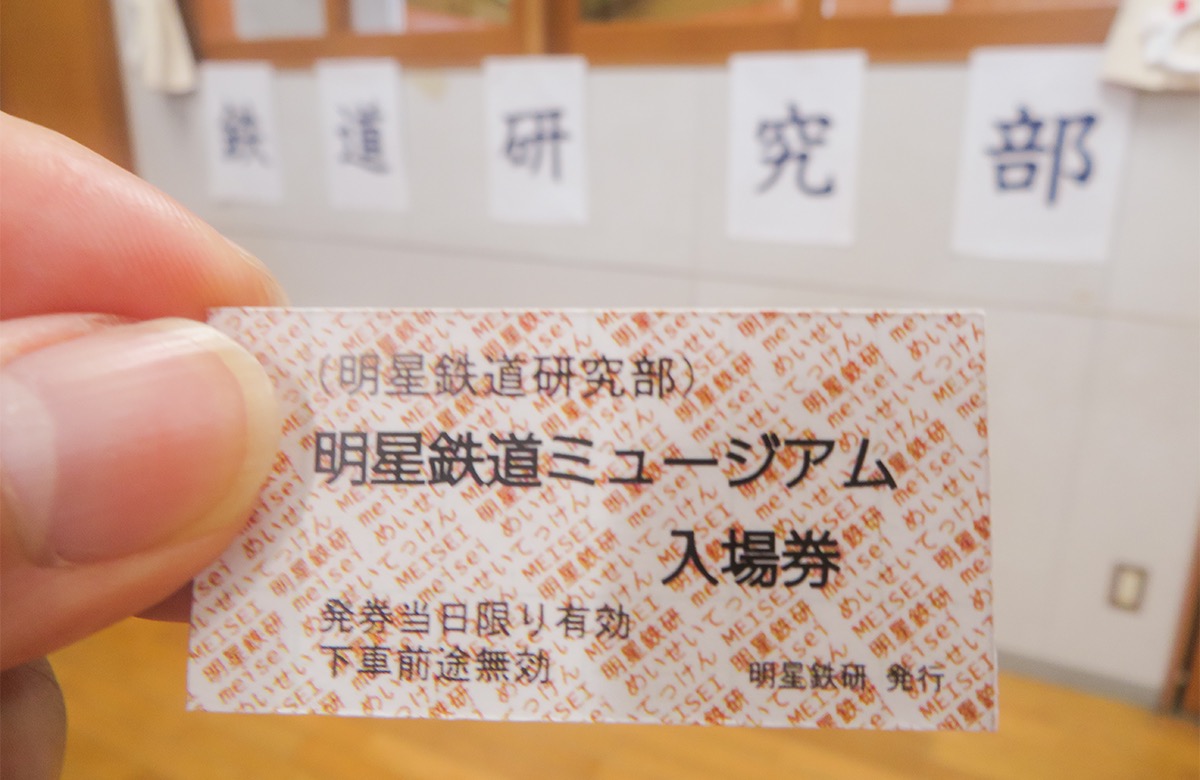 鉄道研究部
(明星鉄道研究部)
明星鉄道ミュージアム
入場券
発券当日限り有効
下車前途無効
明星鉄研 発行